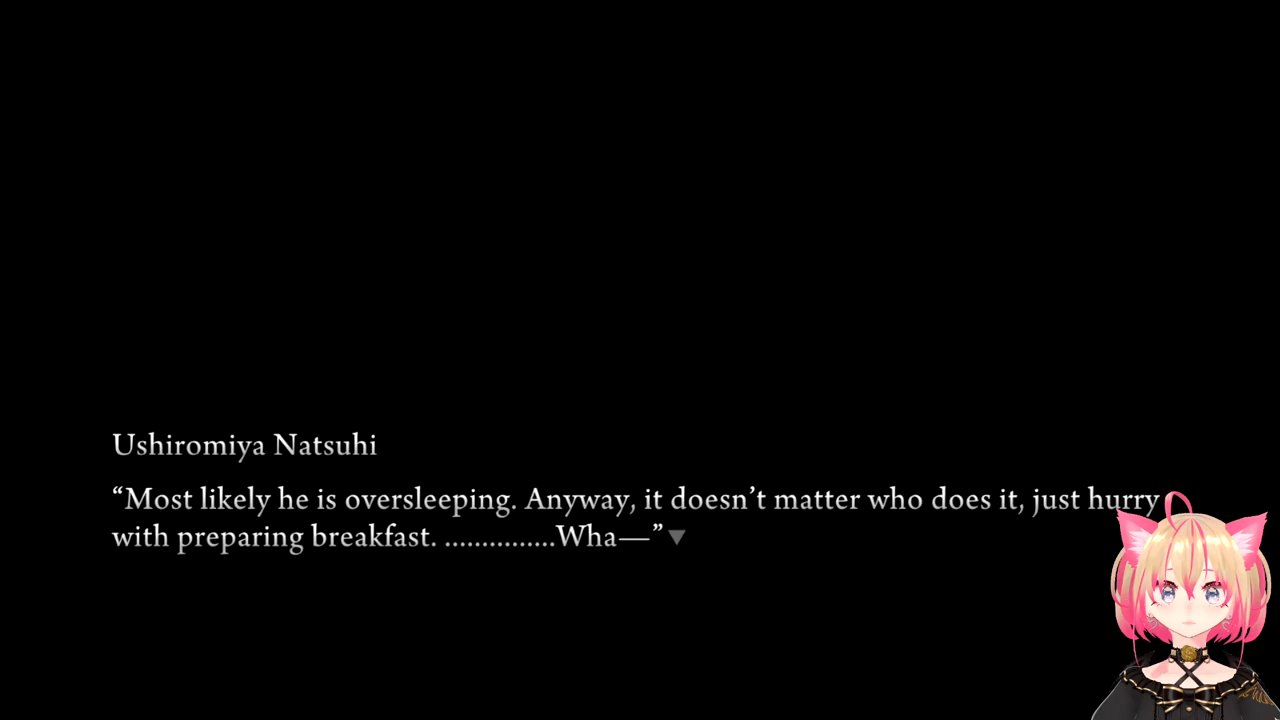 Ushiromiya Natsuhi
“Most likely he is oversleeping. Anyway, it doesn’t matter who does it, just hurry
with preparing breakfast. ...............Wha—”